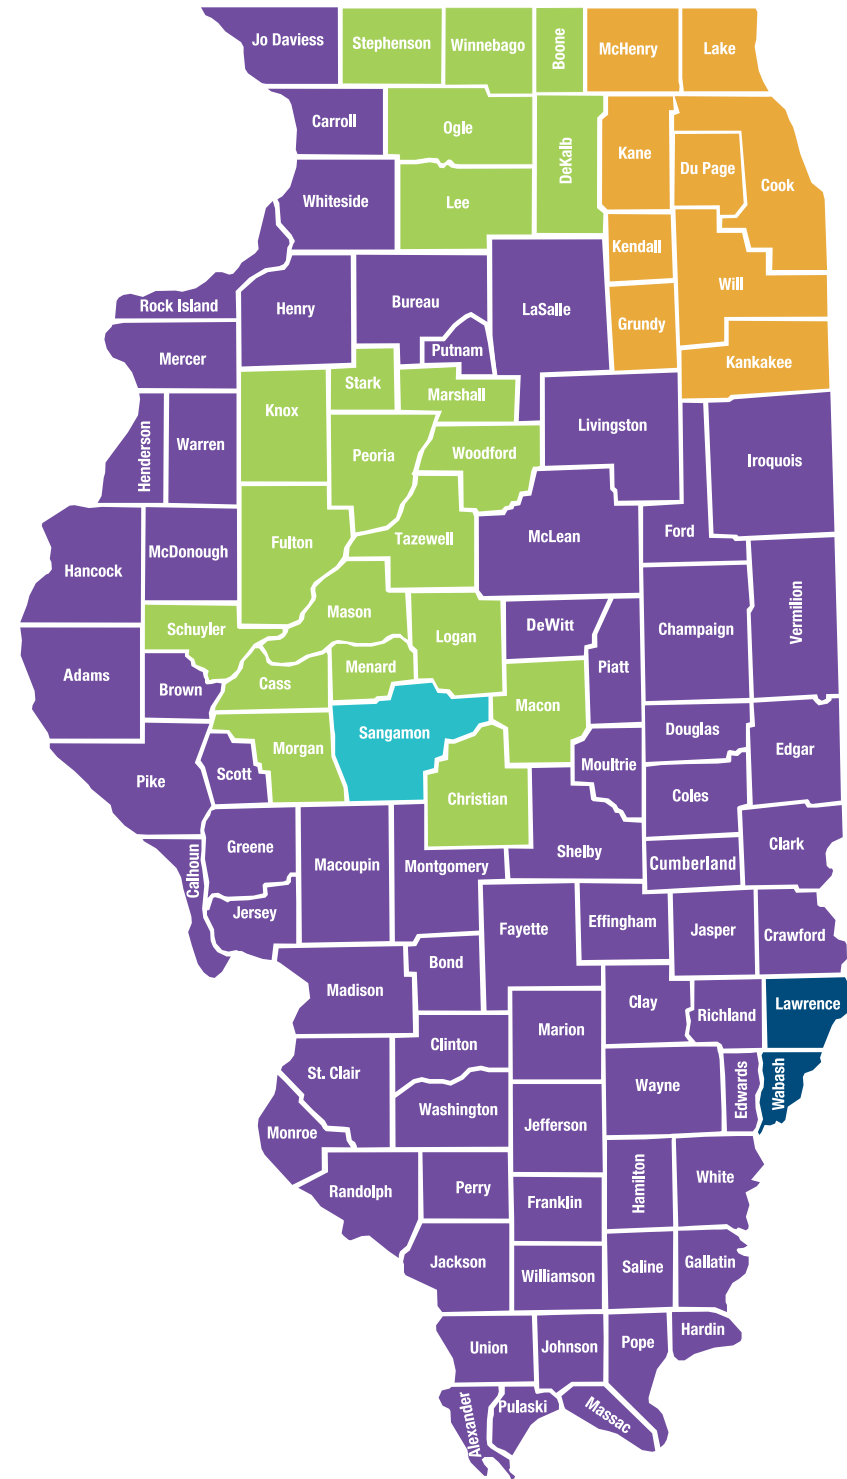 Jo Daviess
Stephenson
Winnebago
Boone
McHenry
Lake
Carroll
Ogle
DeKalb
Kane
Du Page
Cook
Whiteside
Lee
Kendall
Rock Island
Henry
Bureau
LaSalle
Will
Grundy
Putnam
Mercer
Kankakee
Stark
Marshall
Knox
Henderson
Warren
Peoria
Woodford
Livingston
Iroquois
Fulton
Tazewell
McLean
Ford
Hancock
McDonough
Mason
Schuyler
Logan
DeWitt
Champaign
Vermilion
Adams
Brown
Cass
Menard
Piatt
Macon
Sangamon
Douglas
Morgan
Edgar
Pike
Scott
Moultrie
Christian
Coles
Calhoun
Greene
Macoupin
Montgomery
Shelby
Cumberland
Clark
Jersey
Fayette
Effingham
Jasper
Crawford
Bond
Madison
Clay
Richland
Lawrence
Marion
Clinton
St. Clair
Wayne
Edwards
Wabash
Washington
Jefferson
Monroe
Randolph
Perry
Hamilton
White
Franklin
Jackson
Williamson
Saline
Gallatin
Union
Johnson
Pope
Hardin
Alexander
Pulaski
Massac